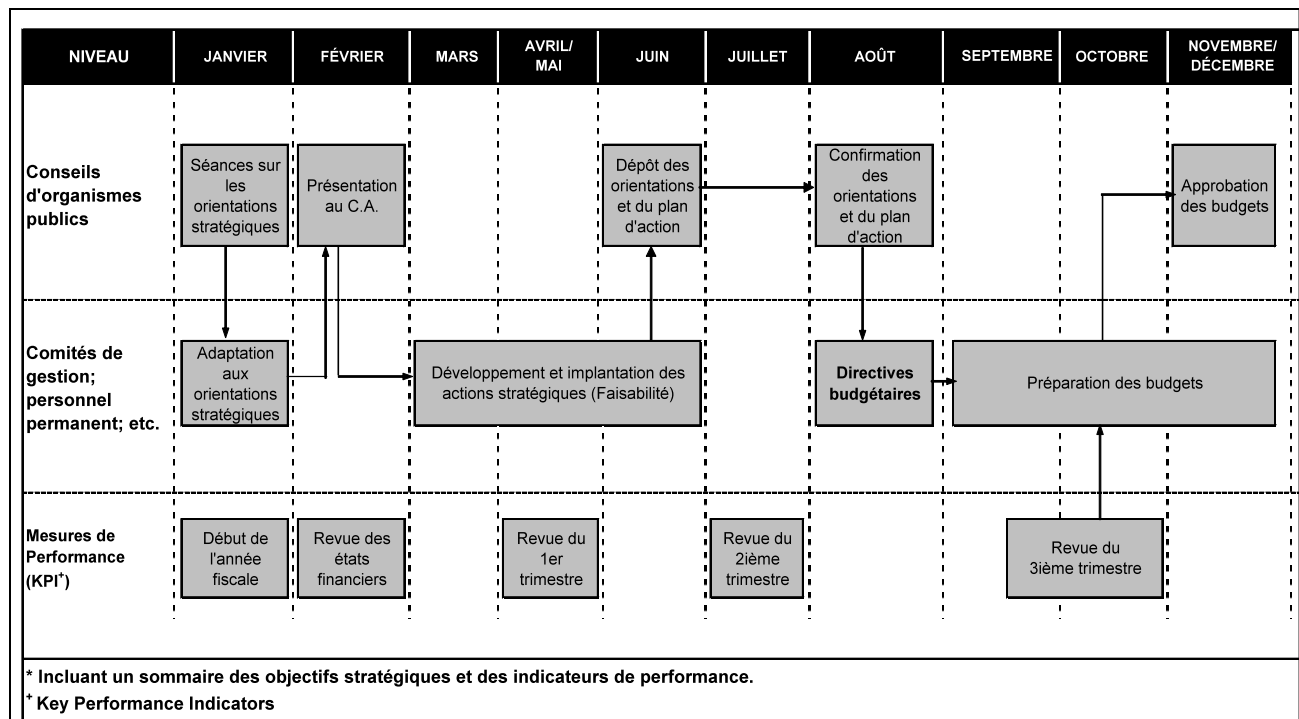 NIVEAU
JANVIER
FÉVRIER
MARS
AVRIL/
MAI
JUIN
JUILLET
AOÛT
SEPTEMBRE
OCTOBRE
NOVEMBRE/
DÉCEMBRE
Conseils
d'organismes
publics
Séances sur
les
orientations
stratégiques
Présentation
au C.A.
Dépôt des
orientations
et du plan
d'action
Confirmation
des
orientations
et du plan
d'action
Approbation
des budgets
Comités de
gestion;
personnel
permanent; etc.
Adaptation
aux
orientations
stratégiques
Développement et implantation des
actions stratégiques (Faisabilité)
Directives
budgétaires
Préparation des budgets
Mesures de
Performance
(KPI+)
Début de
l'année
fiscale
Revue des
états
financiers
Revue du
1er
trimestre
Revue du
2ième
trimestre
Revue du
3ième trimestre
* Incluant un sommaire des objectifs stratégiques et des indicateurs de performance.
+ Key Performance Indicators